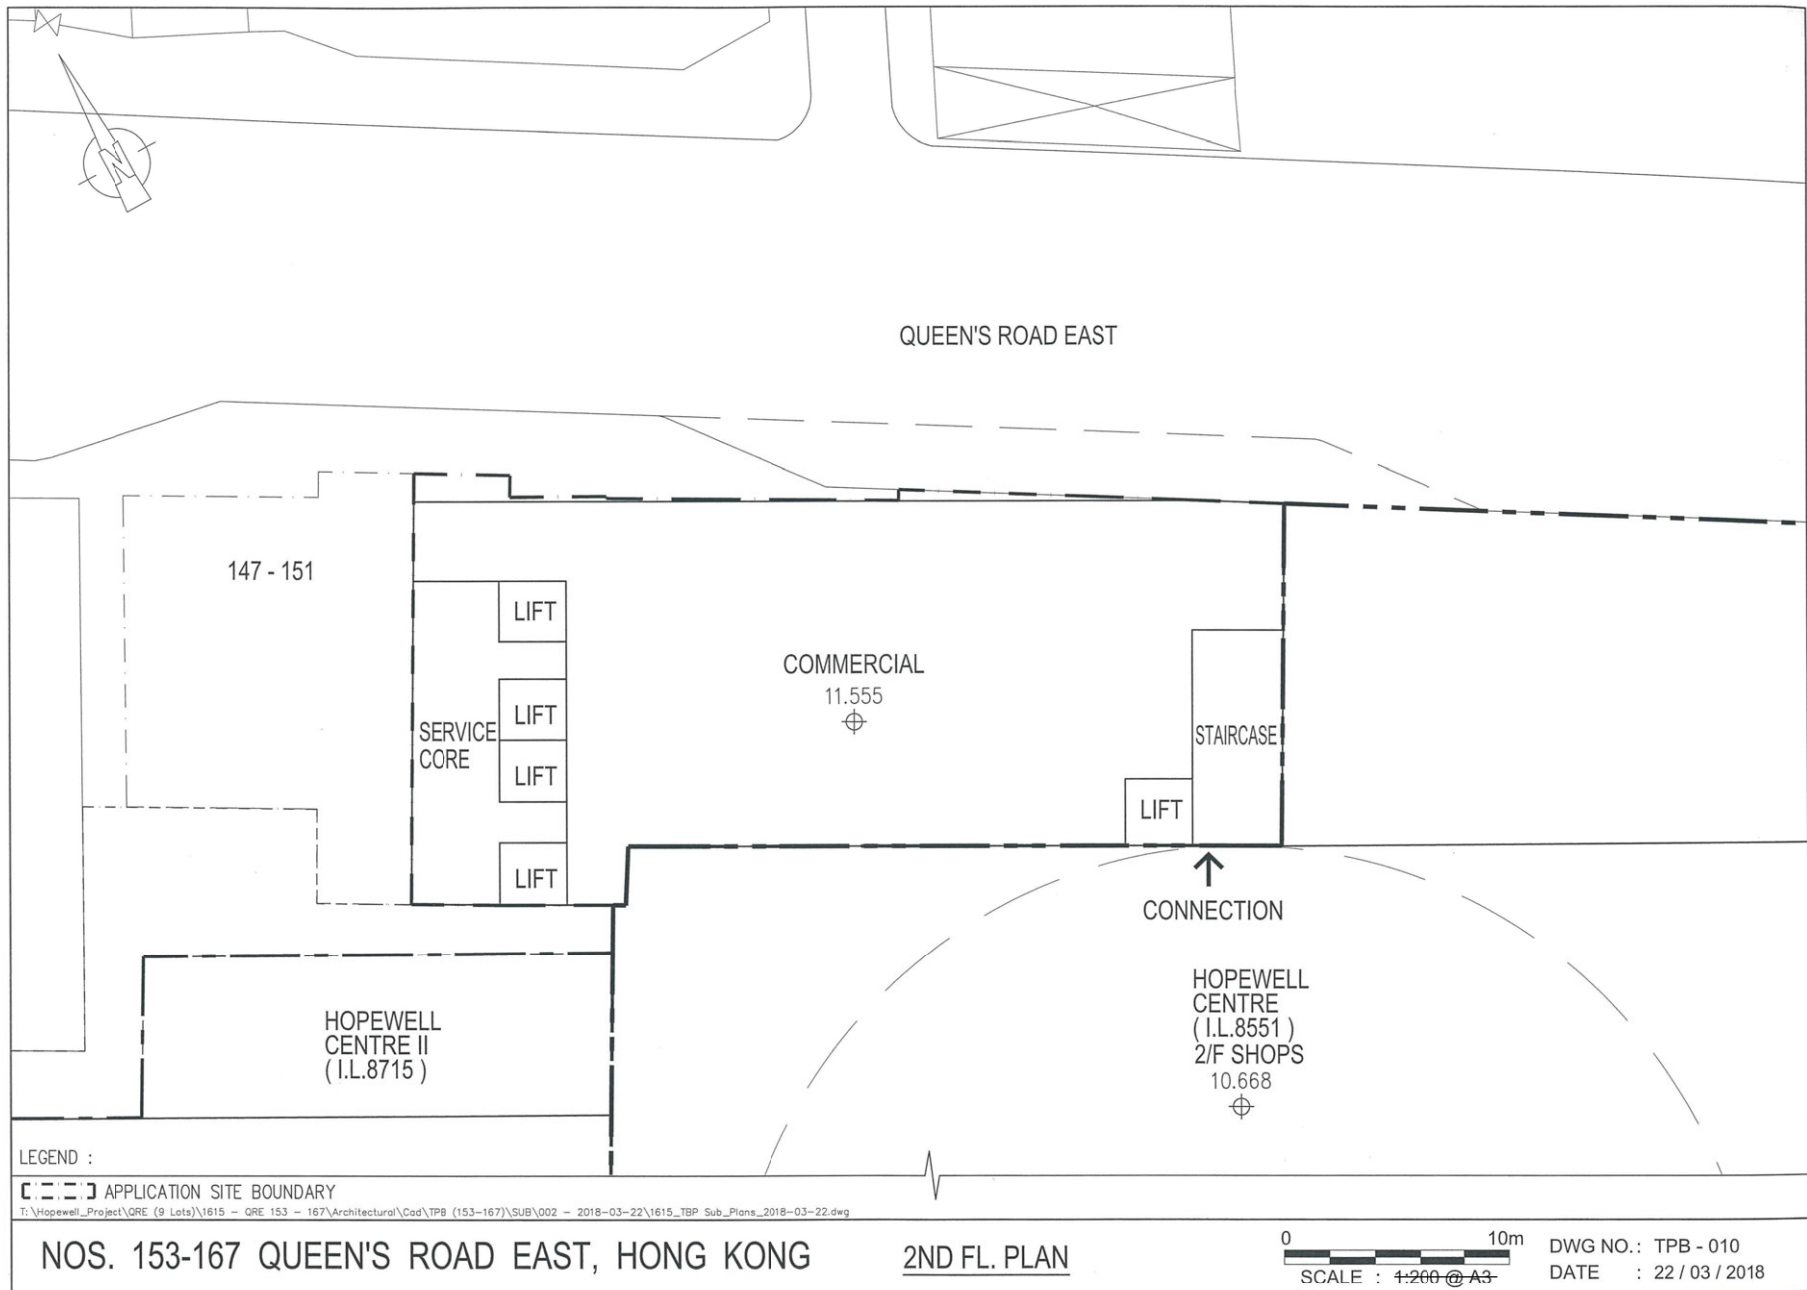 N
QUEEN'S ROAD EAST
147 - 151
LIFT
COMMERCIAL
11.555
LIFT
SERVICE
CORE
STAIRCASE
LIFT
LIFT
LIFT
CONNECTION
HOPEWELL
CENTRE
( I.L.8551 )
2/F SHOPS
10.668
HOPEWELL
CENTRE II
( I.L.8715 )
LEGEND :
APPLICATION SITE BOUNDARY
T:\Hopewell_Project\QRE (9 Lots)\1615 - QRE 153 - 167\Architectural\Cad\TPB (153-167)\SUB\002 - 2018-03-22\1615_TBP Sub_Plans_2018-03-22.dwg
NOS. 153-167 QUEEN'S ROAD EAST, HONG KONG
2ND FL. PLAN
0 10m
SCALE : 1:200 @ A3
DWG NO.: TPB - 010
DATE : 22 / 03 / 2018